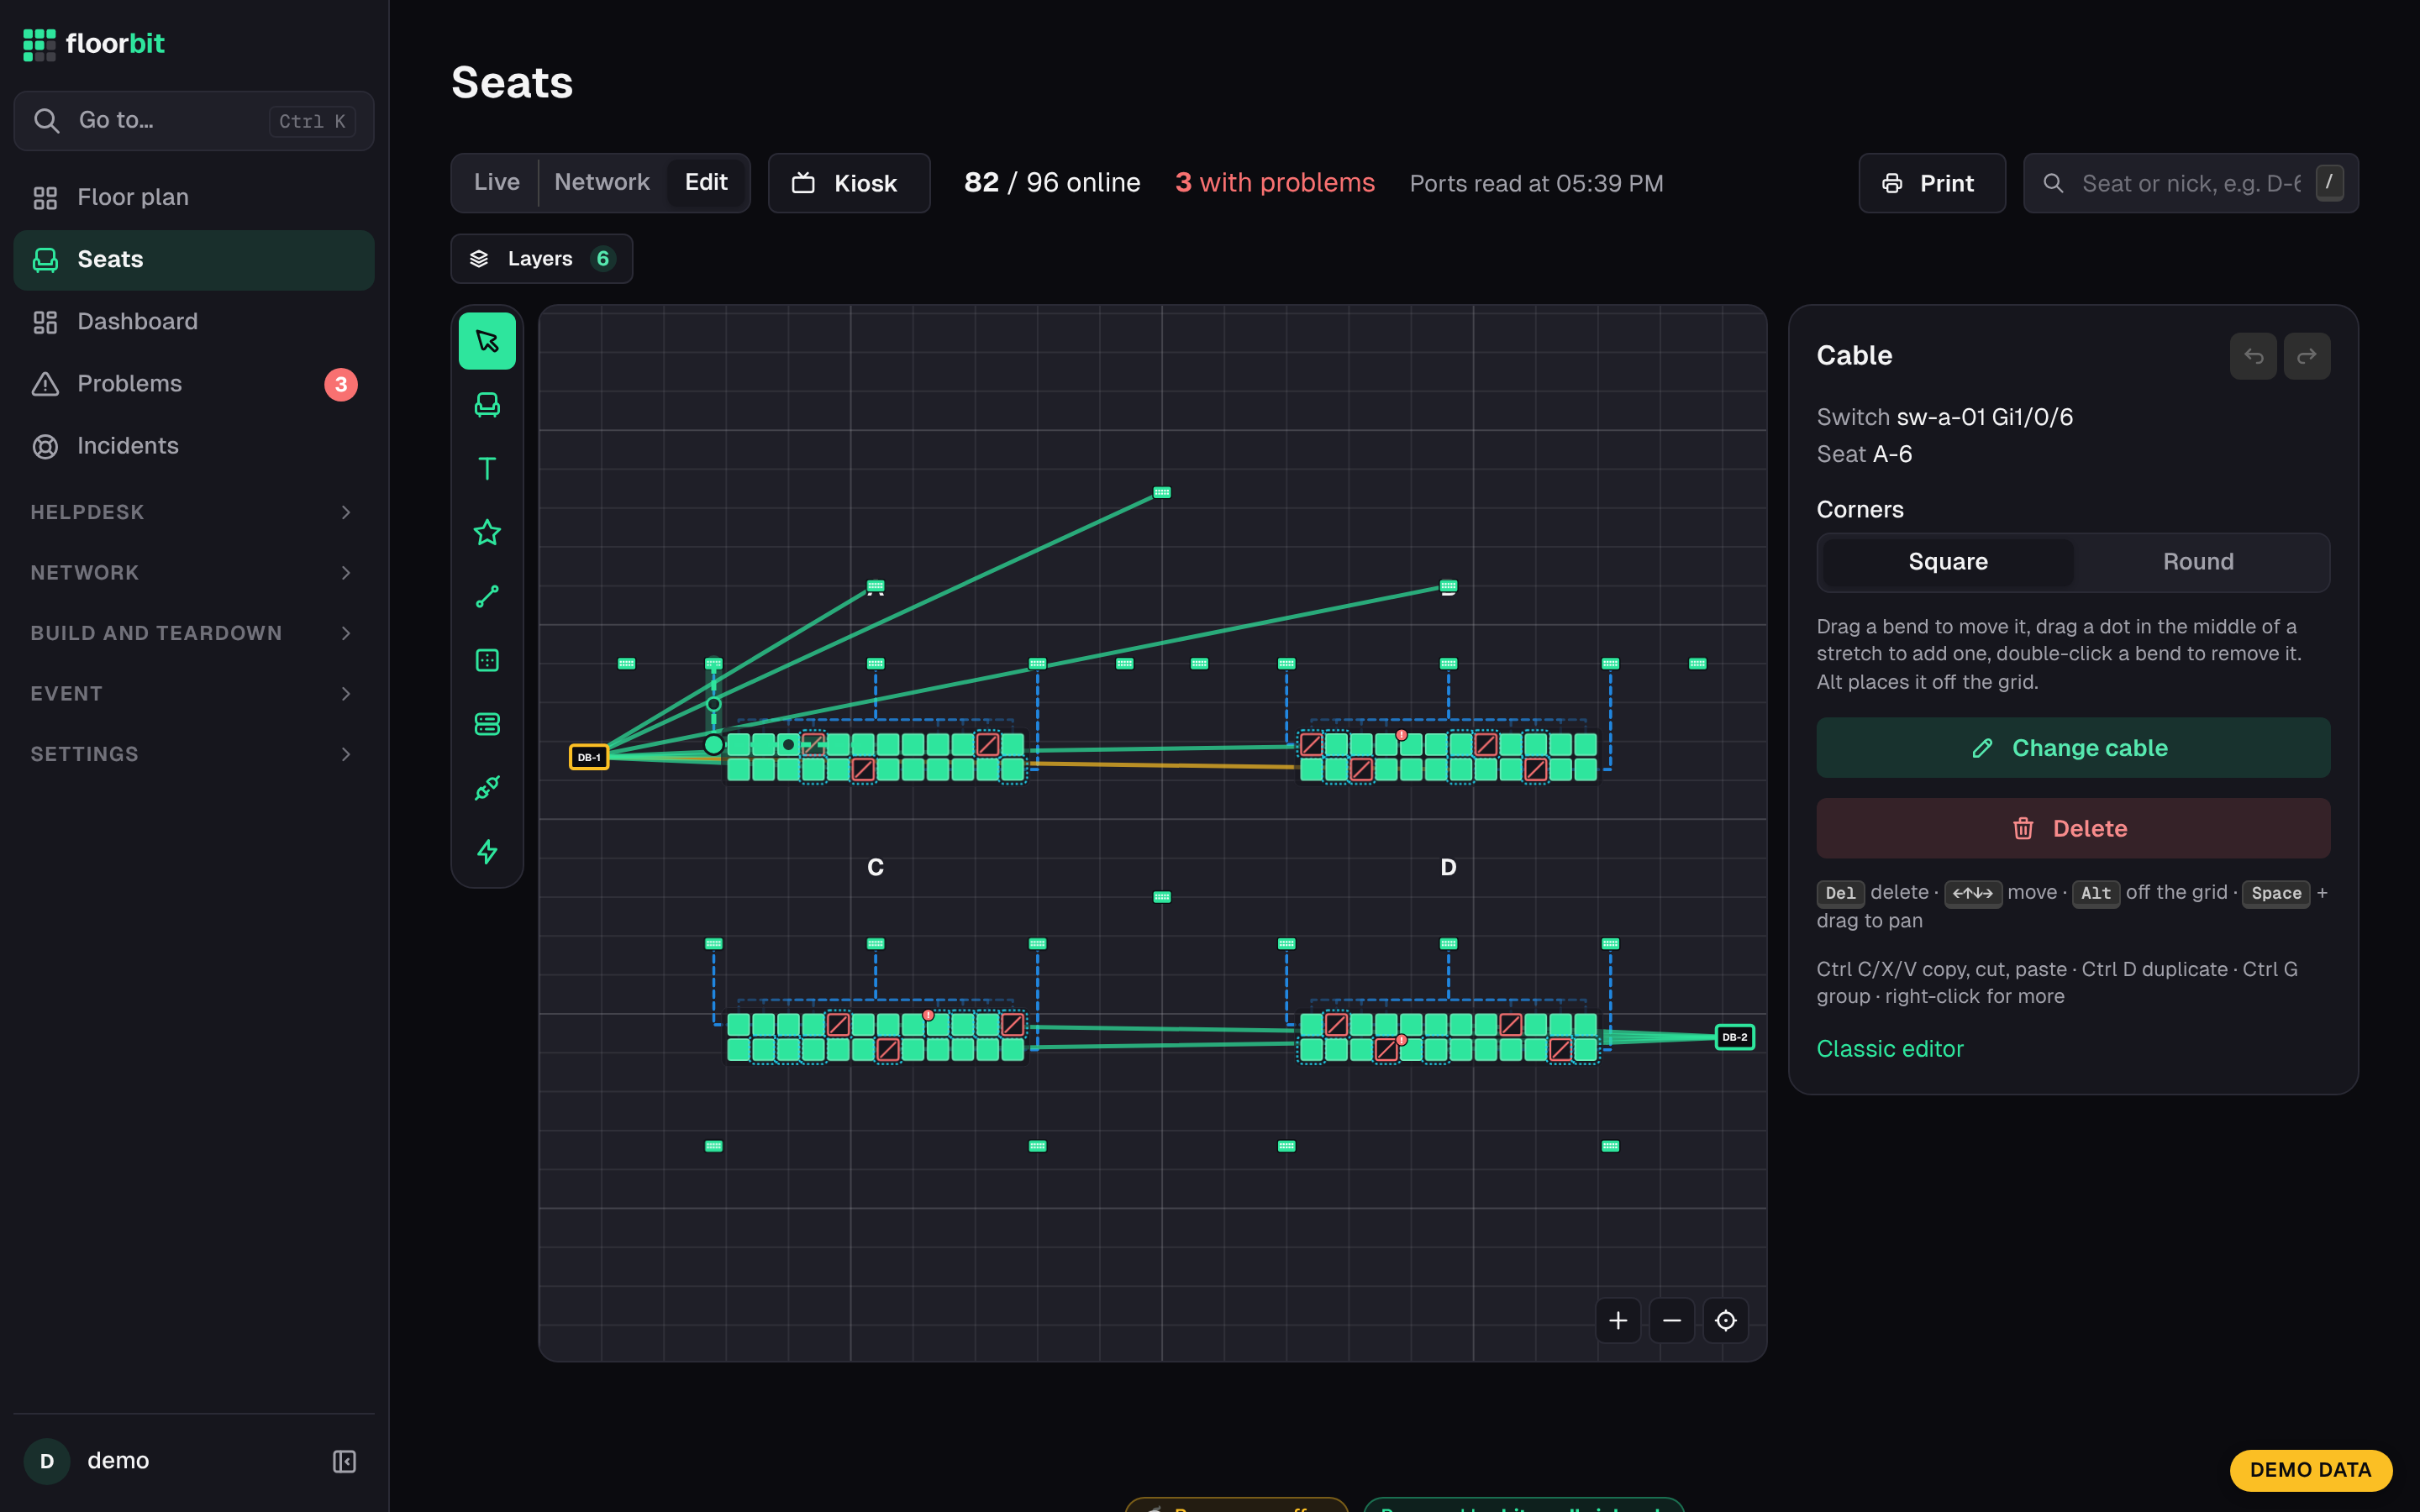 floorbit
Go to...
Ctrl K
Floor plan
Seats
Dashboard
Problems
3
Incidents
HELPDESK
NETWORK
BUILD AND TEARDOWN
EVENT
SETTINGS
D
demo
Seats
Live
Network
Edit
Kiosk
82 / 96 online
3 with problems
Ports read at 05:39 PM
Print
Seat or nick, e.g. D-6
/
Layers
6
DB-1
C
D
DB-2
Cable
Switch sw-a-01 Gi1/0/6
Seat A-6
Corners
Square
Round
Drag a bend to move it, drag a dot in the middle of a
stretch to add one, double-click a bend to remove it.
Alt places it off the grid.
Change cable
Delete
Del delete · ←↑↓→ move · Alt off the grid · Space +
drag to pan
Ctrl C/X/V copy, cut, paste · Ctrl D duplicate · Ctrl G
group · right-click for more
Classic editor
DEMO DATA